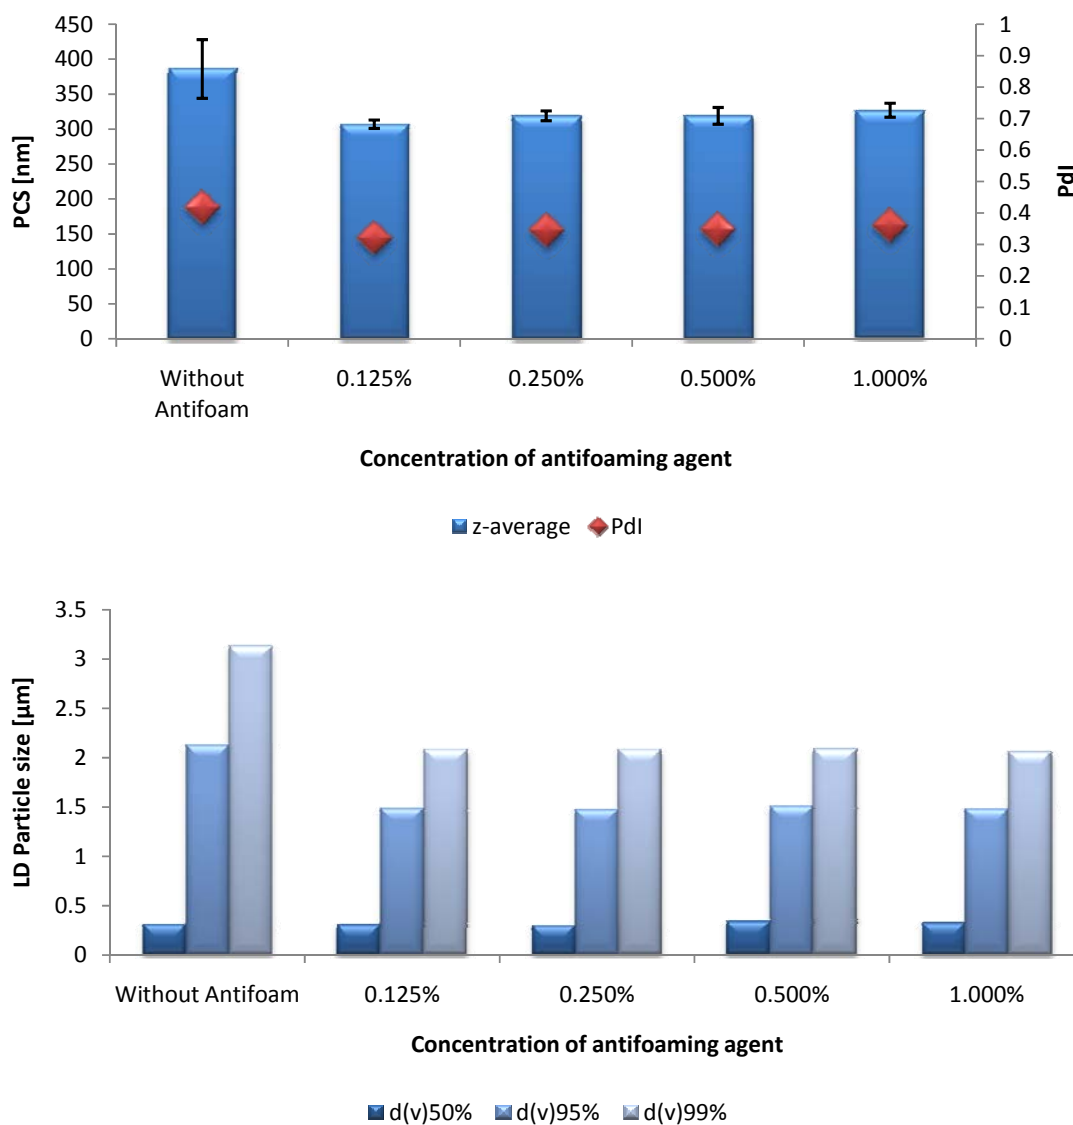 450
400
350
300
250
200
150
100
50
0
PCS [nm]
1
0.9
0.8
0.7
0.6
0.5
0.4
0.3
0.2
0.1
0
PdI
Without
Antifoam
0.125%
0.250%
0.500%
1.000%
Concentration of antifoaming agent
z-average
PdI
3.5
3
2.5
2
1.5
1
0.5
0
LD Particle size [µm]
Without Antifoam
0.125%
0.250%
0.500%
1.000%
Concentration of antifoaming agent
d(v)50%
d(v)95%
d(v)99%